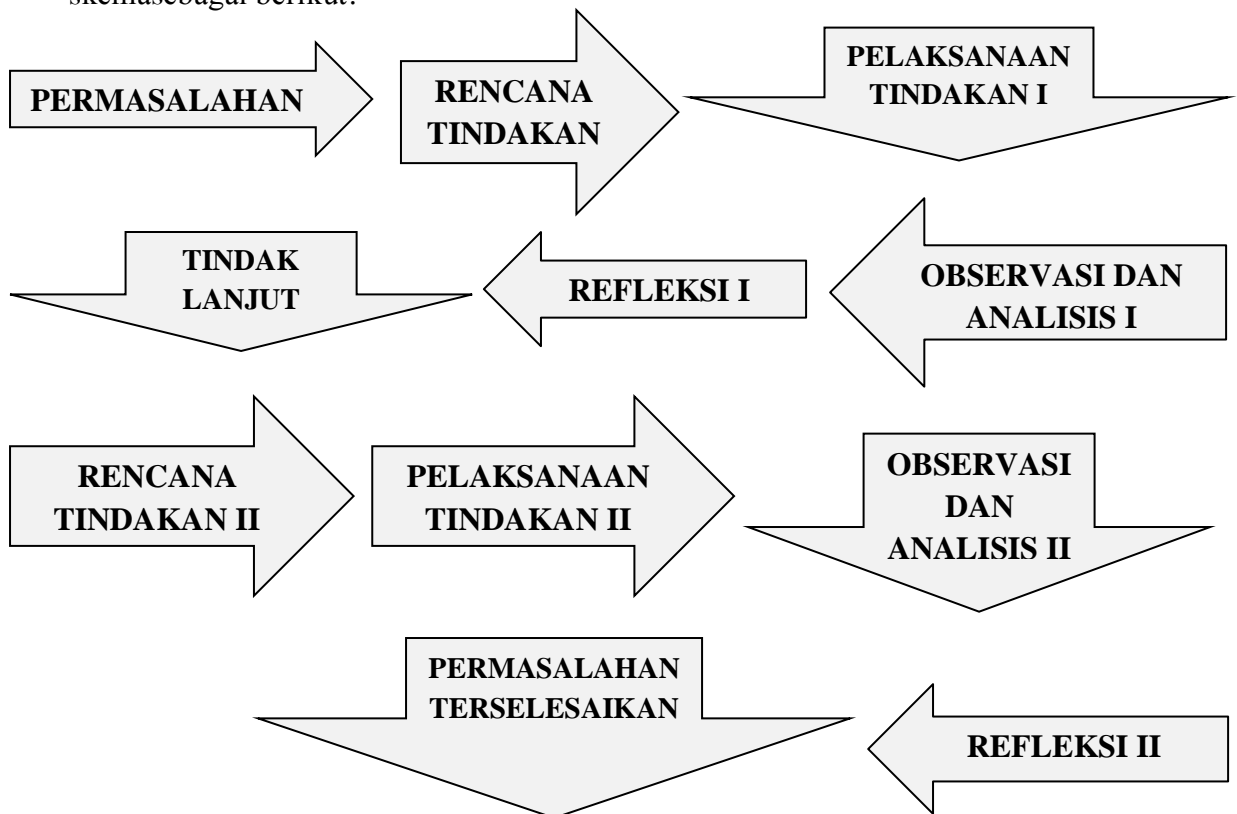 skemasebagai berikut:
PERMASALAHAN
RENCANA
TINDAKAN
PELAKSANAAN
TINDAKAN I
OBSERVASI DAN
ANALISIS I
REFLEKSI I
TINDAK
LANJUT
RENCANA
TINDAKAN II
PELAKSANAAN
TINDAKAN II
OBSERVASI
DAN
ANALISIS II
REFLEKSI II
PERMASALAHAN
TERSELESAIKAN